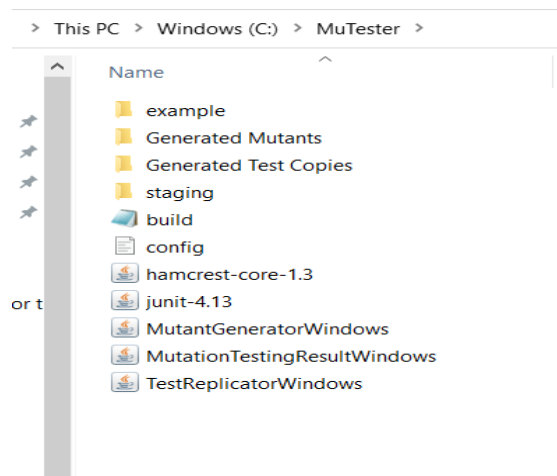 > This PC > Windows (C:) > MuTester >
Name
example
Generated Mutants
Generated Test Copies
staging
build
config
hamcrest-core-1.3
or t
junit-4.13
MutantGeneratorWindows
MutationTestingResultWindows
TestReplicatorWindows